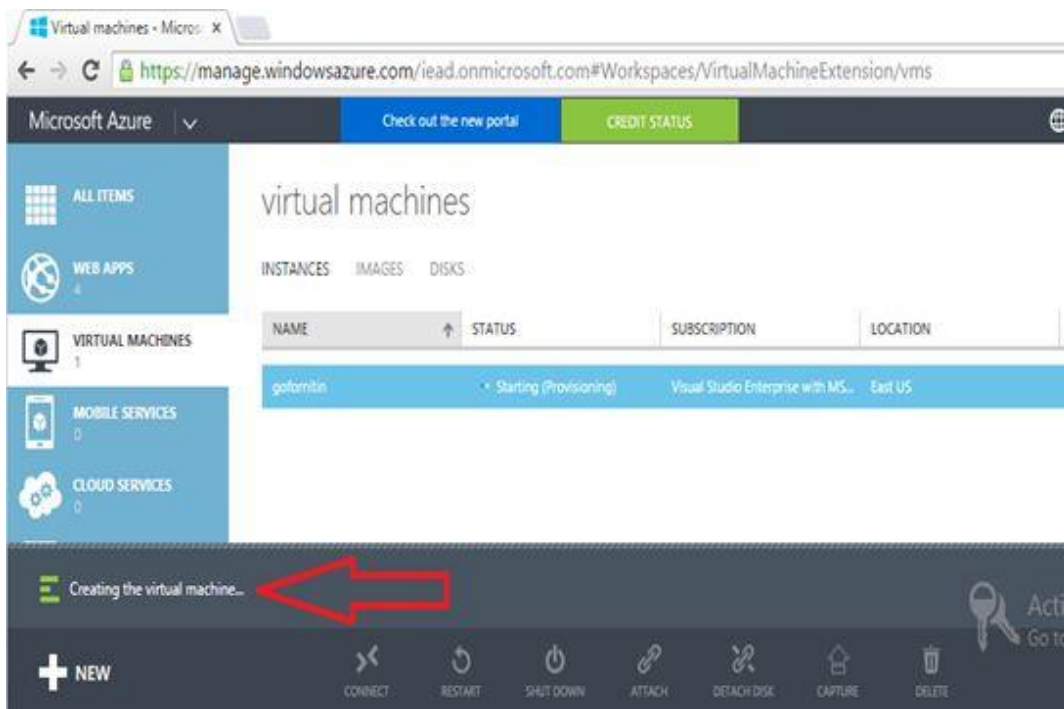 Virtual machines - Micros
https://manage.windowsazure.com/iead.onmicrosoft.com#Workspaces/VirtualMachineExtension/vms
Microsoft Azure
Check out the new portal
CREDIT STATUS
ALL ITEMS
WEB APPS
4
VIRTUAL MACHINES
1
MOBILE SERVICES
0
CLOUD SERVICES
0
virtual machines
INSTANCES IMAGES DISKS
NAME STATUS SUBSCRIPTION LOCATION
gofornitin Starting (Provisioning) Visual Studio Enterprise with MS... East US
Creating the virtual machine...
Acti
Go to
NEW
CONNECT RESTART SHUT DOWN ATTACH DETACH DISK CAPTURE DELETE